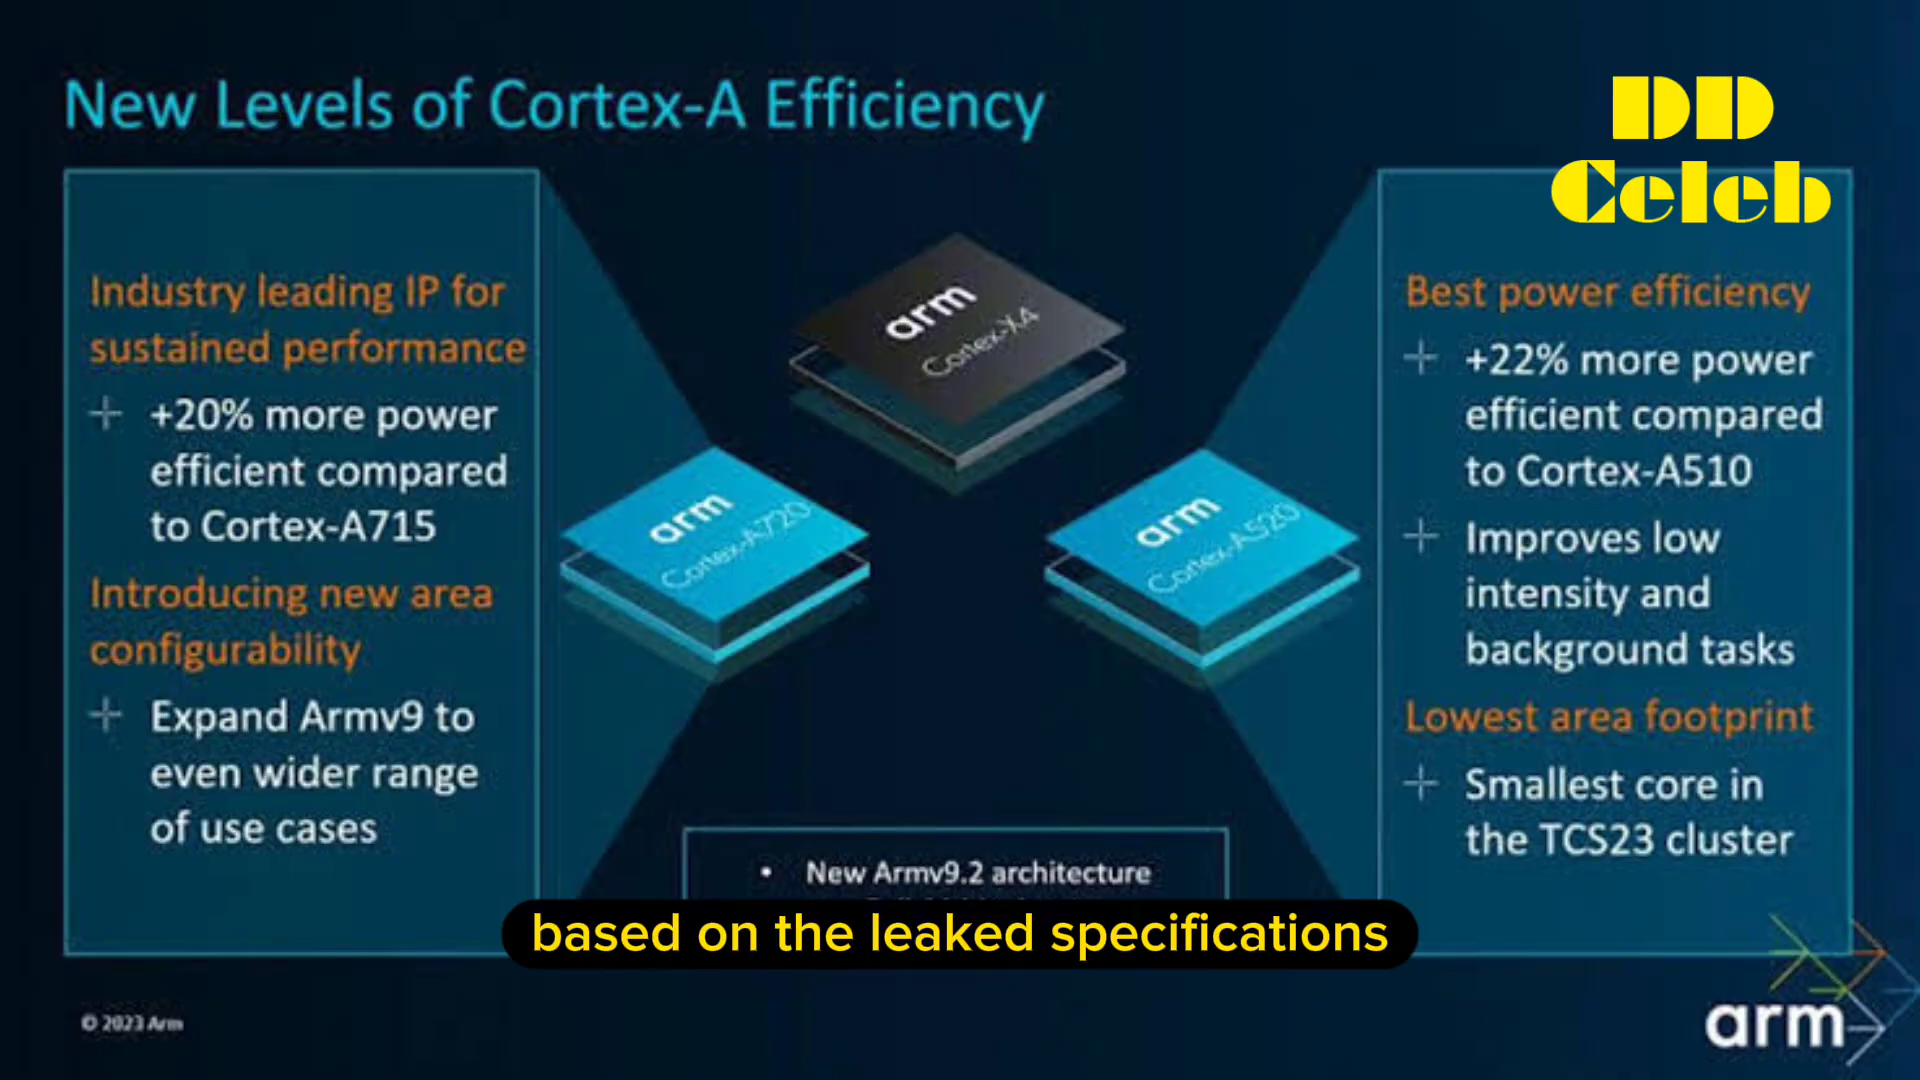 New Levels of Cortex-A Efficiency
DD
Celeb
Industry leading IP for
sustained performance
+20% more power
efficient compared
to Cortex-A715
Introducing new area
configurability
Expand Armv9 to
even wider range
of use cases
arm
Cortex-X4
arm
Cortex-A720
arm
Cortex-A520
Best power efficiency
+22% more power
efficient compared
to Cortex-A510
Improves low
intensity and
background tasks
Lowest area footprint
Smallest core in
the TCS23 cluster
• New Armv9.2 architecture
based on the leaked specifications
© 2023 Arm
arm